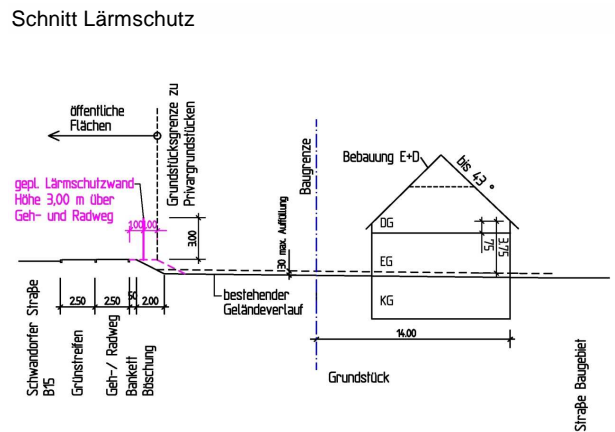 Schnitt Lärmschutz
öffentliche
Flächen
Grundstücksgrenze zu
Privargrundstücken
gepl. Lärmschutzwand
Höhe 3,00 m über
Geh- und Radweg
1.00
1.00
3.00
30 max. Auffüllung
Baugrenze
Bebauung E+D
bis 43 °
DG
EG
KG
75
3.75
bestehender
Geländeverlauf
2.50
2.50
50
2.00
14.00
Schwandorfer Straße
B15
Grünstreifen
Geh-/ Radweg
Bankett
Böschung
Grundstück
Straße Baugebiet